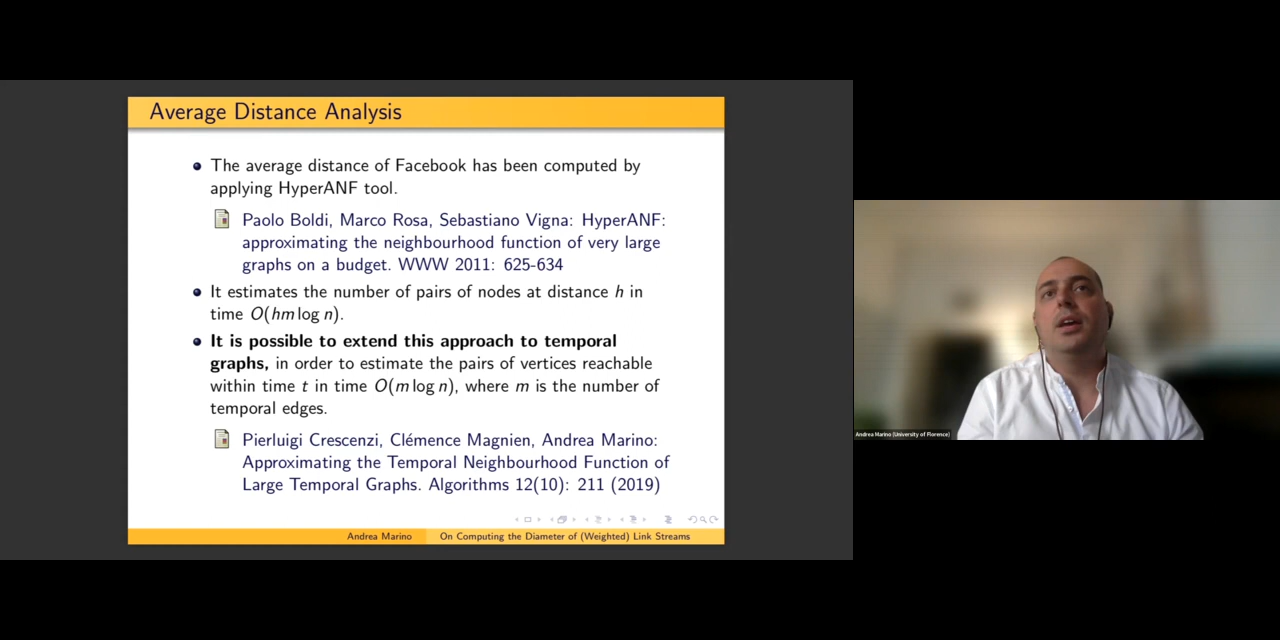 Average Distance Analysis
The average distance of Facebook has been computed by
applying HyperANF tool.
Paolo Boldi, Marco Rosa, Sebastiano Vigna: HyperANF:
approximating the neighbourhood function of very large
graphs on a budget. WWW 2011: 625-634
It estimates the number of pairs of nodes at distance h in
time O(hm log n).
It is possible to extend this approach to temporal
graphs, in order to estimate the pairs of vertices reachable
within time t in time O(m log n), where m is the number of
temporal edges.
Pierluigi Crescenzi, Clémence Magnien, Andrea Marino:
Approximating the Temporal Neighbourhood Function of
Large Temporal Graphs. Algorithms 12(10): 211 (2019)
Andrea Marino On Computing the Diameter of (Weighted) Link Streams
Andrea Marino (University of Florence)